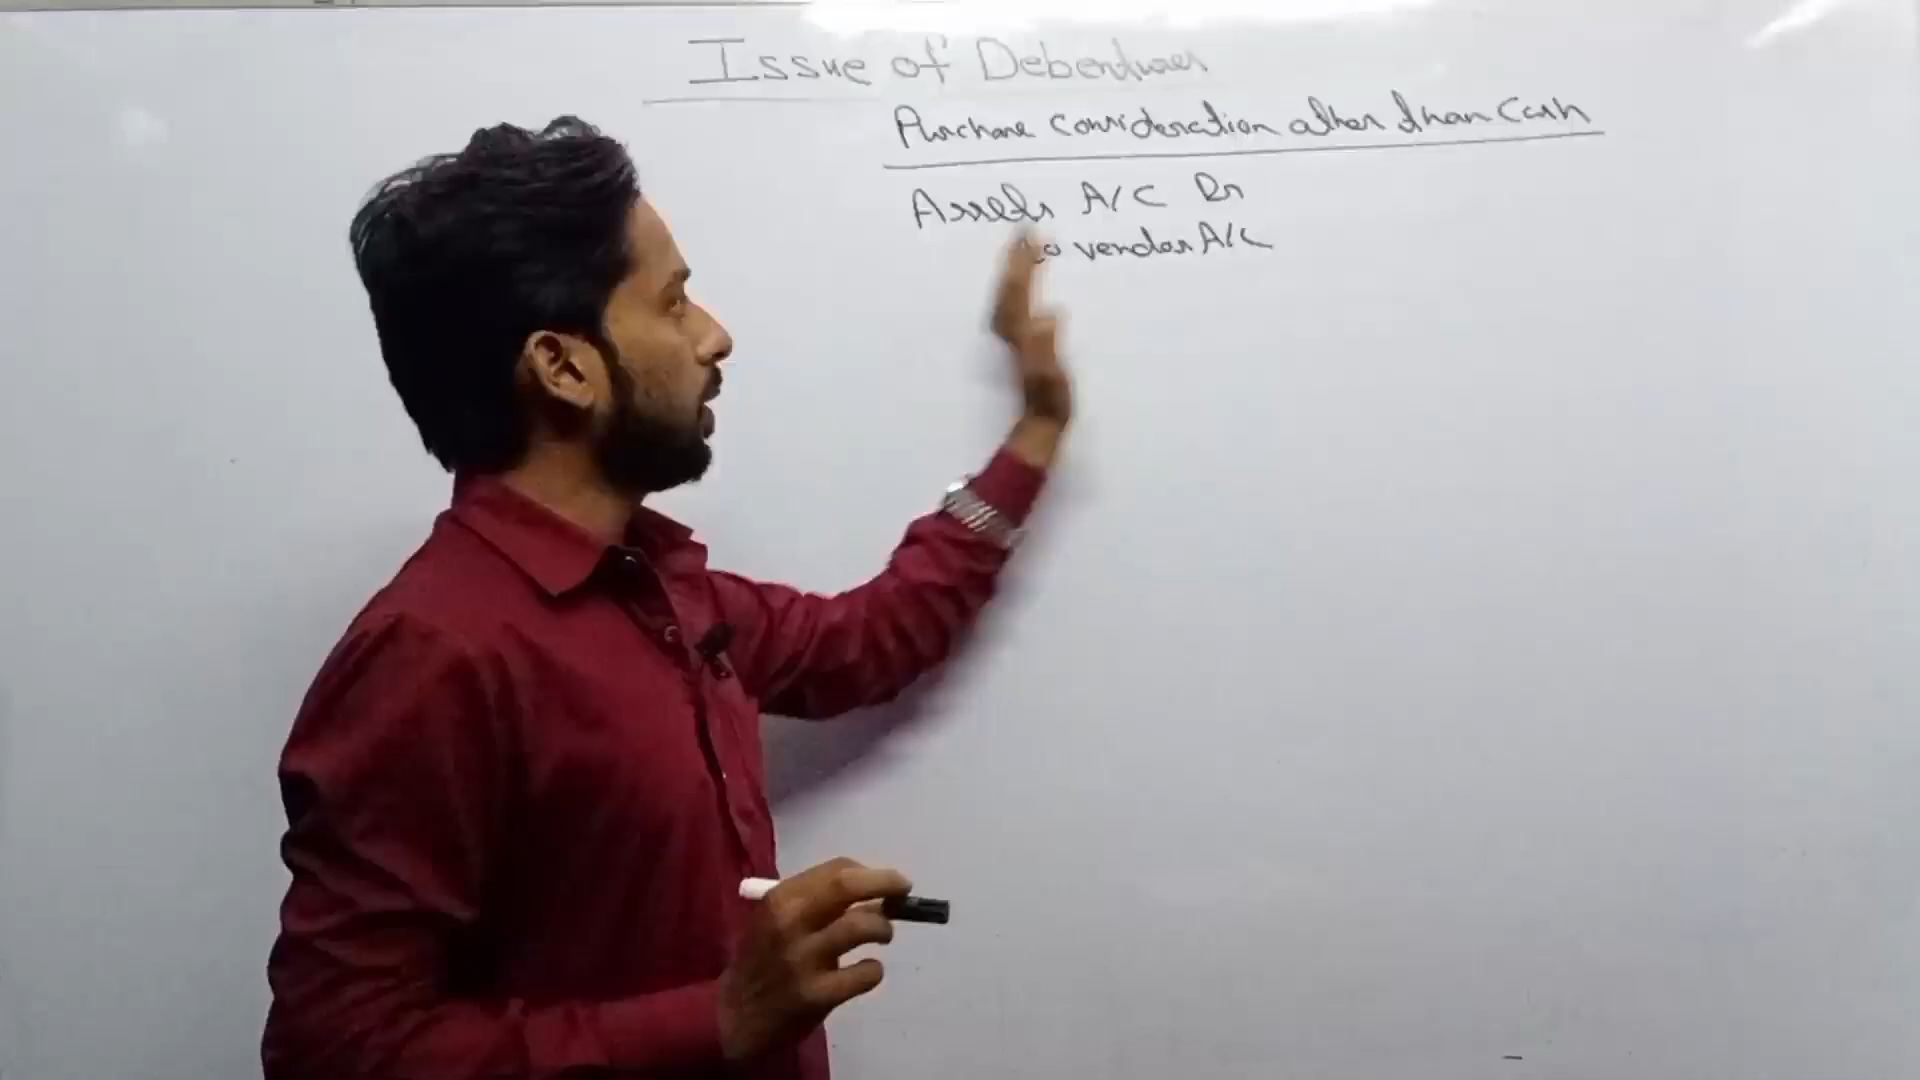 Issue of Debentures
Purchase consideration other than Cash
Assets A/C Dr
to vendor A/C